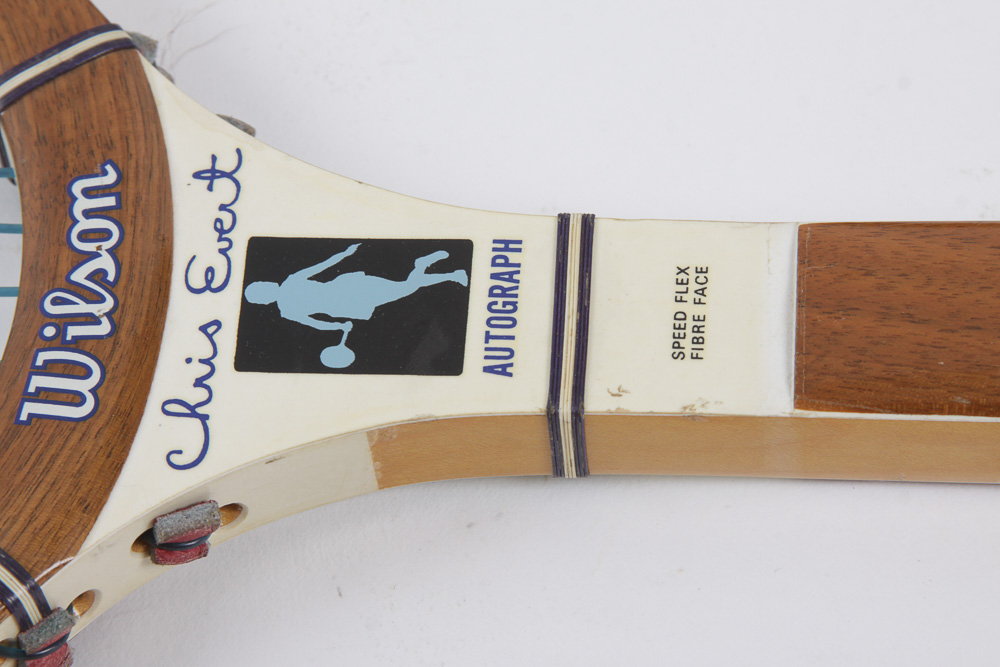 Wilson
Chris Evert
AUTOGRAPH
SPEED FLEX
FIBRE FACE